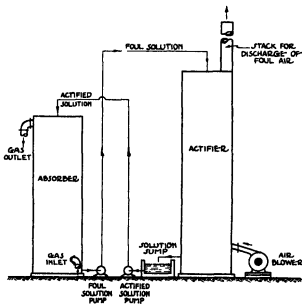 FOUL SOLUTION
STACK FOR
DISCHARGE OF
FOUL AIR
ACTIFIED
SOLUTION
GAS
OUTLET
ABSORBER
ACTIFIER
GAS
INLET
SOLUTION
SUMP
AIR
BLOWER
FOUL
SOLUTION
PUMP
ACTIFIED
SOLUTION
PUMP